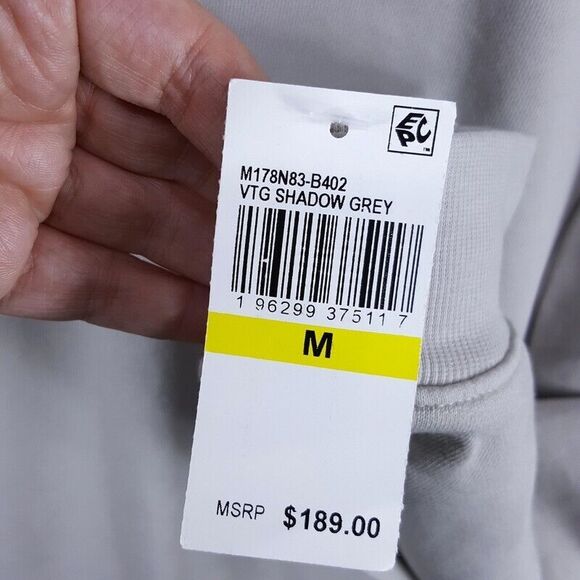 EPC
M178N83-B402
VTG SHADOW GREY
1 96299 37511 7
M
MSRP $189.00